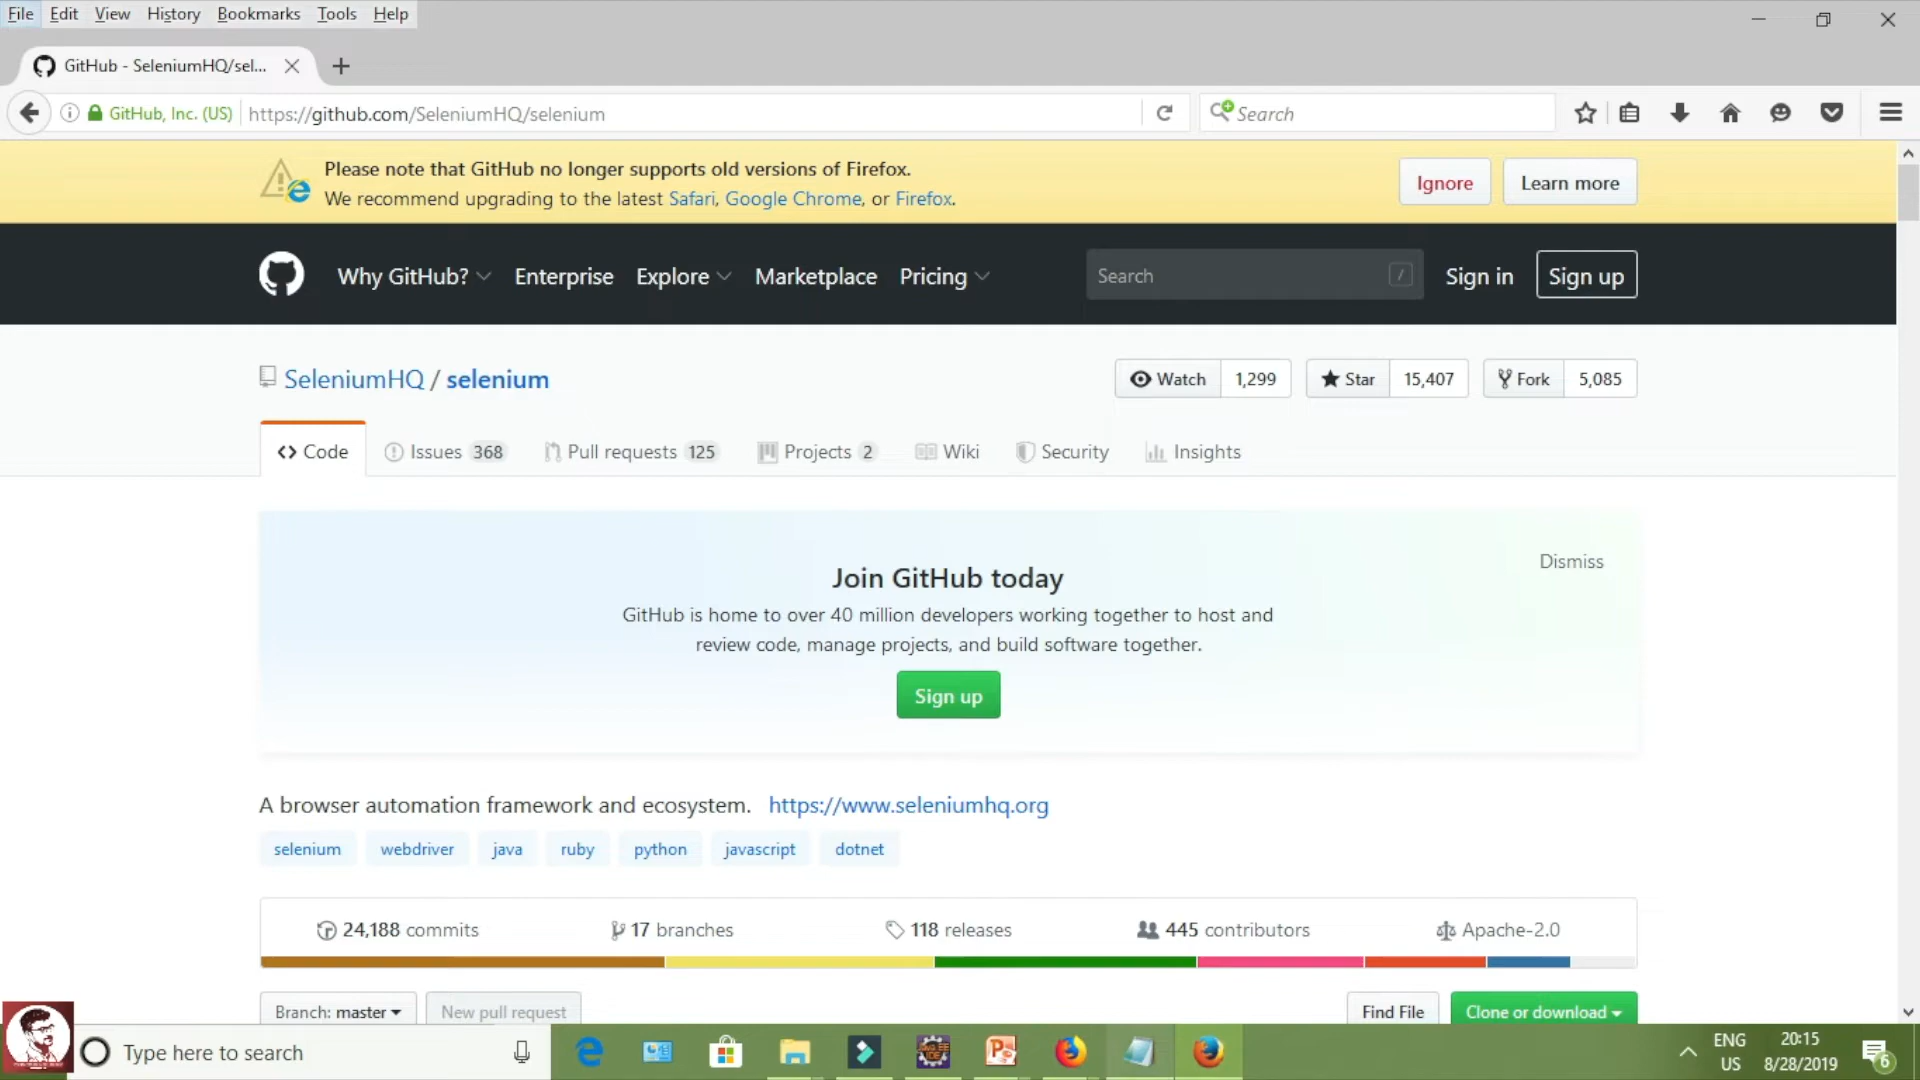 File Edit View History Bookmarks Tools Help
GitHub - SeleniumHQ/sel...
GitHub, Inc. (US) https://github.com/SeleniumHQ/selenium
Search
Please note that GitHub no longer supports old versions of Firefox.
We recommend upgrading to the latest Safari, Google Chrome, or Firefox.
Ignore Learn more
Why GitHub? Enterprise Explore Marketplace Pricing Search / Sign in Sign up
SeleniumHQ / selenium
Watch 1,299 Star 15,407 Fork 5,085
Code Issues 368 Pull requests 125 Projects 2 Wiki Security Insights
Dismiss
Join GitHub today
GitHub is home to over 40 million developers working together to host and
review code, manage projects, and build software together.
Sign up
A browser automation framework and ecosystem. https://www.seleniumhq.org
selenium webdriver java ruby python javascript dotnet
24,188 commits 17 branches 118 releases 445 contributors Apache-2.0
Branch: master New pull request Find File Clone or download
Type here to search
ENG
US
20:15
8/28/2019
6